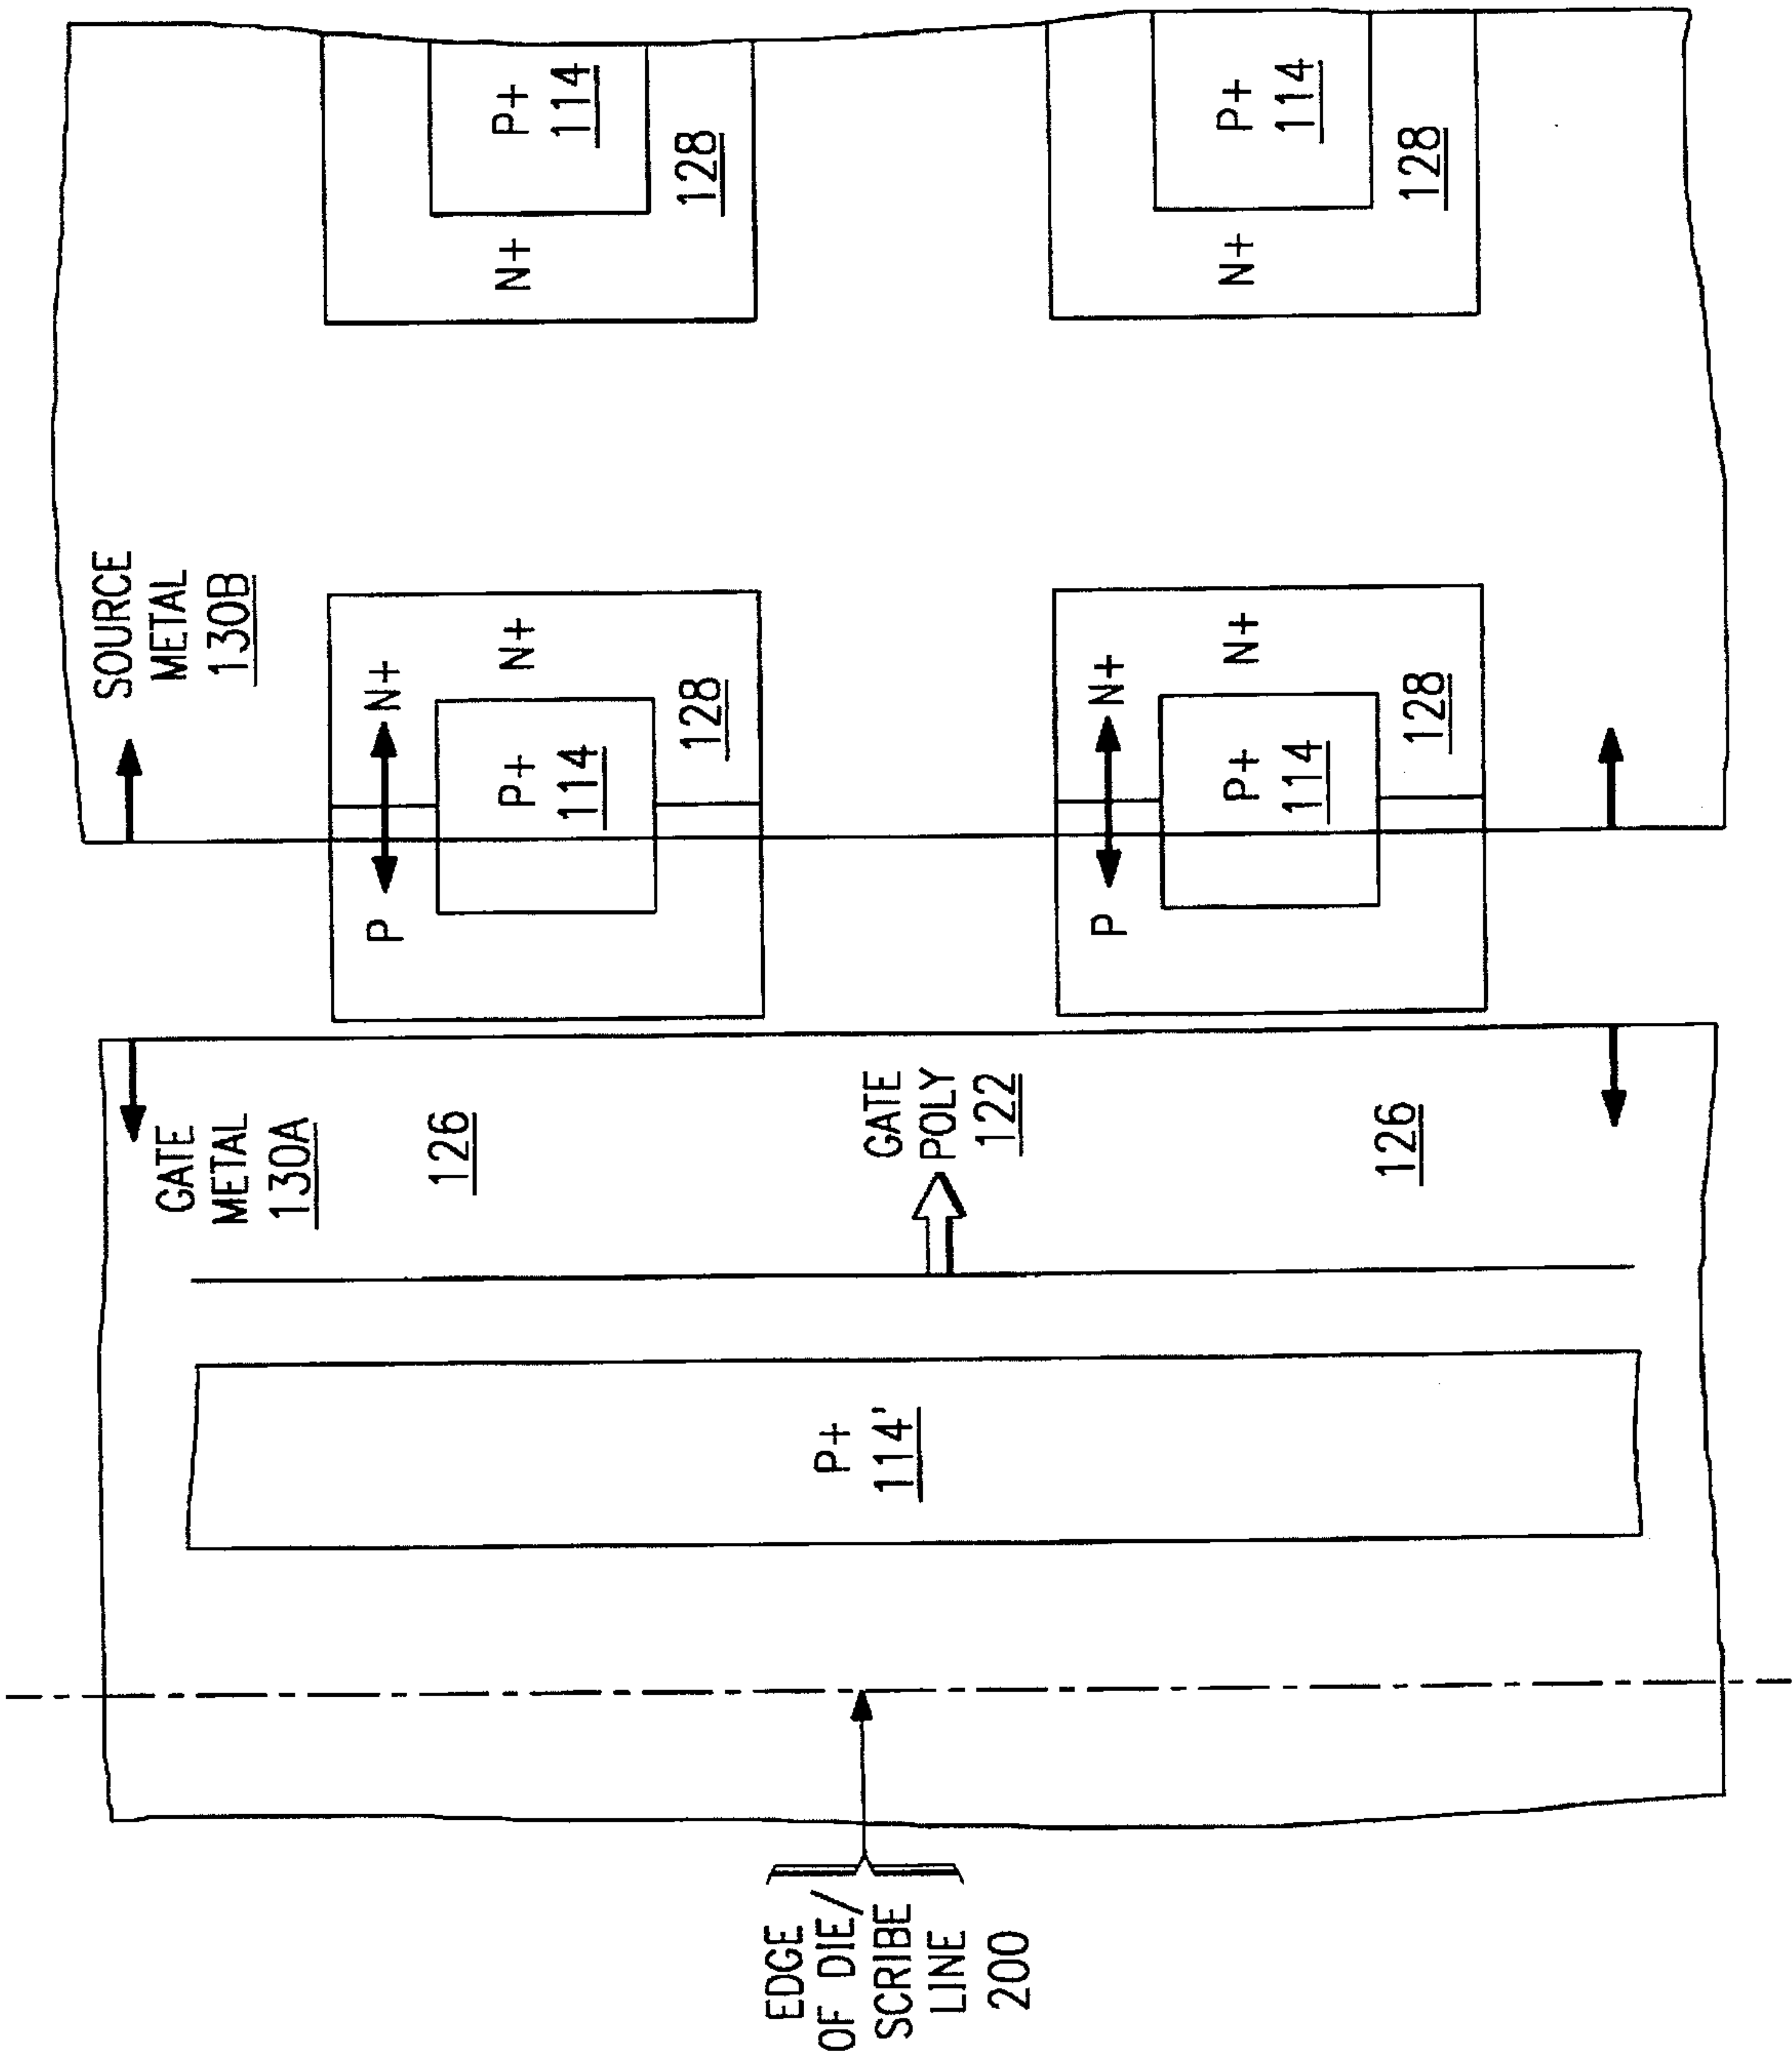 GATE
METAL
130A
SOURCE
METAL
130B
126
P
N+
P+
114
N+
128
N+
P+
114
128
EDGE
OF DIE/
SCRIBE
LINE
200
P+
114'
GATE
POLY
122
126
P
N+
P+
114
N+
128
N+
P+
114
128